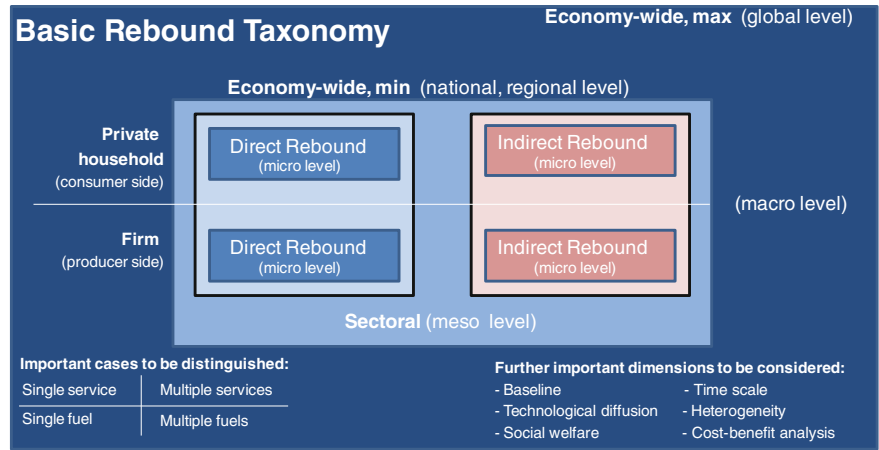 Economy-wide, max (global level)
Basic Rebound Taxonomy
Economy-wide, min (national, regional level)
Private
household
(consumer side)
Direct Rebound
(micro level)
Indirect Rebound
(micro level)
(macro level)
Firm
(producer side)
Direct Rebound
(micro level)
Indirect Rebound
(micro level)
Sectoral (meso level)
Important cases to be distinguished:
Single service Multiple services
Single fuel Multiple fuels
Further important dimensions to be considered:
- Baseline - Time scale
- Technological diffusion - Heterogeneity
- Social welfare - Cost-benefit analysis